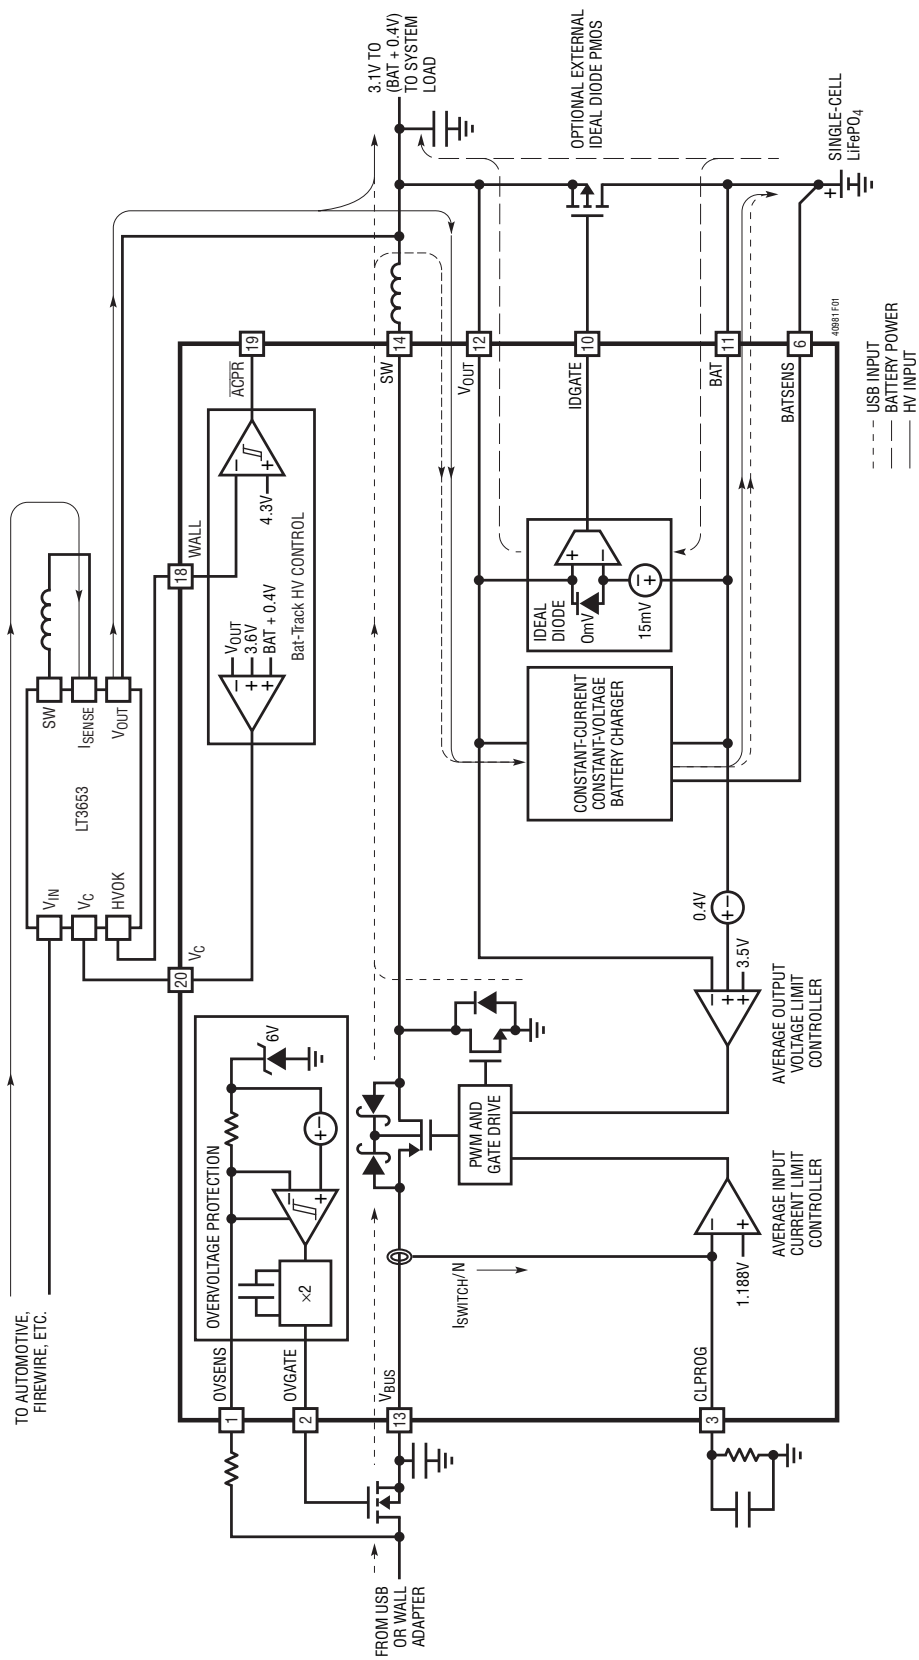 TO AUTOMOTIVE,
FIREWIRE, ETC.
VIN
VC
HVOK
LT3653
SW
ISENSE
VOUT
20
VC
18
WALL
OVERVOLTAGE PROTECTION
6V
×2
− +
+ −
VOUT
3.6V
BAT + 0.4V
− + +
Bat-Track HV CONTROL
4.3V
− +
ACPR
19
1
OVSENS
2
OVGATE
13
VBUS
FROM USB
OR WALL
ADAPTER
ISWITCH/N
PWM AND
GATE DRIVE
SW
14
3.1V TO
(BAT + 0.4V)
TO SYSTEM
LOAD
VOUT
12
IDEAL
DIODE
0mV
15mV
+ −
− +
IDGATE
10
OPTIONAL EXTERNAL
IDEAL DIODE PMOS
CONSTANT-CURRENT
CONSTANT-VOLTAGE
BATTERY CHARGER
BAT
11
BATSENS
6
+
SINGLE-CELL
LiFePO4
3
CLPROG
1.188V
− +
AVERAGE INPUT
CURRENT LIMIT
CONTROLLER
0.4V
+ −
3.5V
− + +
AVERAGE OUTPUT
VOLTAGE LIMIT
CONTROLLER
40981 F01
USB INPUT
BATTERY POWER
HV INPUT